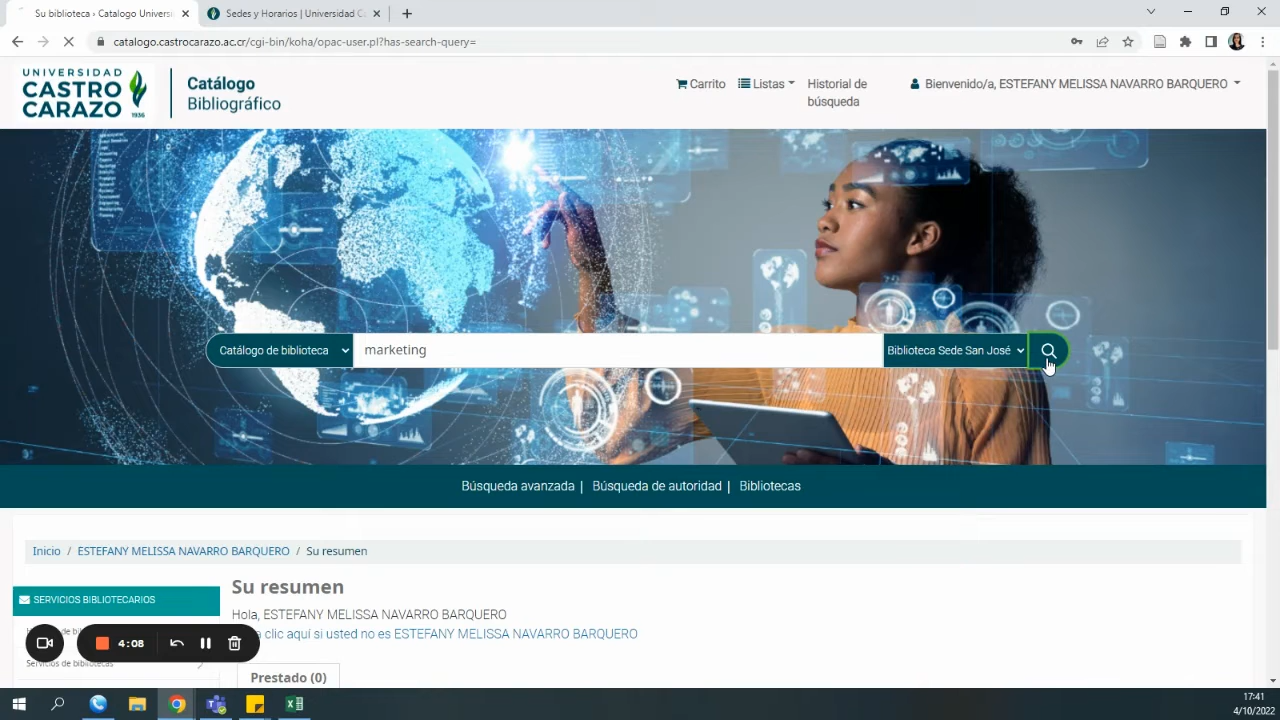 Su biblioteca › Catalogo Universi
Sedes y Horarios | Universidad C
catalogo.castrocarazo.ac.cr/cgi-bin/koha/opac-user.pl?has-search-query=
UNIVERSIDAD
CASTRO
CARAZO
1936
Catálogo
Bibliográfico
Carrito
Listas
Historial de
búsqueda
Bienvenido/a, ESTEFANY MELISSA NAVARRO BARQUERO
Catálogo de biblioteca
marketing
Biblioteca Sede San José
Búsqueda avanzada | Búsqueda de autoridad | Bibliotecas
Inicio / ESTEFANY MELISSA NAVARRO BARQUERO / Su resumen
SERVICIOS BIBLIOTECARIOS
Su resumen
Hola, ESTEFANY MELISSA NAVARRO BARQUERO
clic aquí si usted no es ESTEFANY MELISSA NAVARRO BARQUERO
4:08
Servicios de bibliotecas
Prestado (0)
17:41
4/10/2022